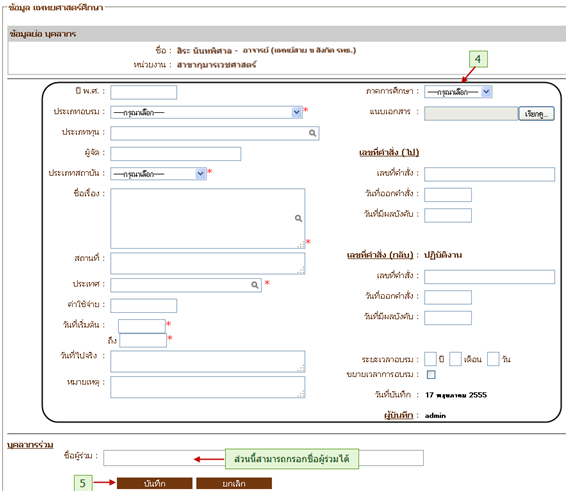 ข้อมูล แพทยศาสตร์ศึกษา
ข้อมูลย่อ บุคลากร
ชื่อ : สิระ นันทพิศาล - อาจารย์ (แพทย์สาย ข สังกัด รพธ.)
หน่วยงาน : สาขากุมารเวชศาสตร์
4
ปี พ.ศ. : ภาคการศึกษา : ----กรุณาเลือก----
ประเภทอบรม : ----กรุณาเลือก---- * แนบเอกสาร : เรียกดู...
ประเภททุน :
ผู้จัด : เลขที่คำสั่ง (ไป)
ประเภทสถาบัน : ----กรุณาเลือก---- * เลขที่คำสั่ง :
ชื่อเรื่อง : * วันที่ออกคำสั่ง :
วันที่มีผลบังคับ :
สถานที่ : เลขที่คำสั่ง (กลับ) : ปฏิบัติงาน
ประเทศ : * เลขที่คำสั่ง :
ค่าใช้จ่าย : วันที่ออกคำสั่ง :
วันที่เริ่มต้น : * วันที่มีผลบังคับ :
ถึง *
วันที่ไปจริง : ระยะเวลาอบรม : ปี เดือน วัน
ขยายเวลาการอบรม :
หมายเหตุ : วันที่บันทึก : 17 พฤษภาคม 2555
ผู้บันทึก : admin
บุคลากรร่วม
ชื่อผู้ร่วม : ส่วนนี้สามารถกรอกชื่อผู้ร่วมได้
5 บันทึก ยกเลิก